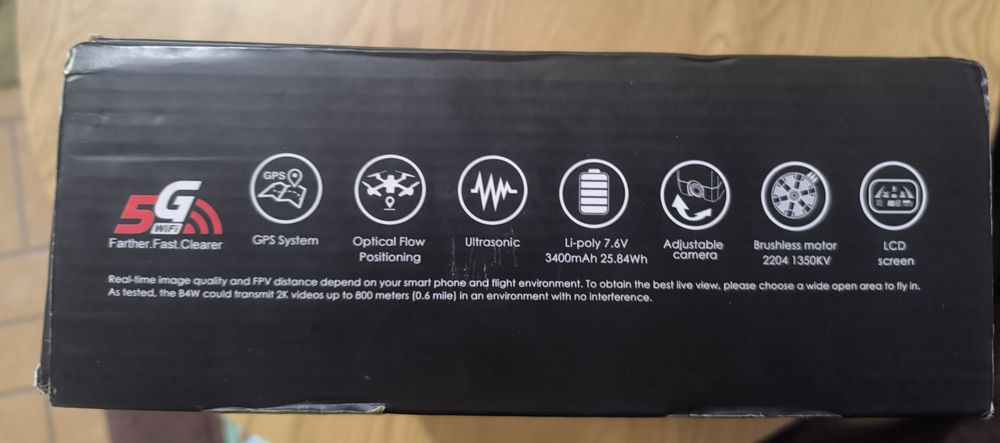 5G
WiFi
Farther.Fast.Clearer
GPS
GPS System
Optical Flow
Positioning
Ultrasonic
Li-poly 7.6V
3400mAh 25.84Wh
Adjustable
camera
Brushless motor
2204 1350KV
LCD
screen
Real-time image quality and FPV distance depend on your smart phone and flight environment. To obtain the best live view, please choose a wide open area to fly in.
As tested, the B4W could transmit 2K videos up to 800 meters (0.6 mile) in an environment with no interference.